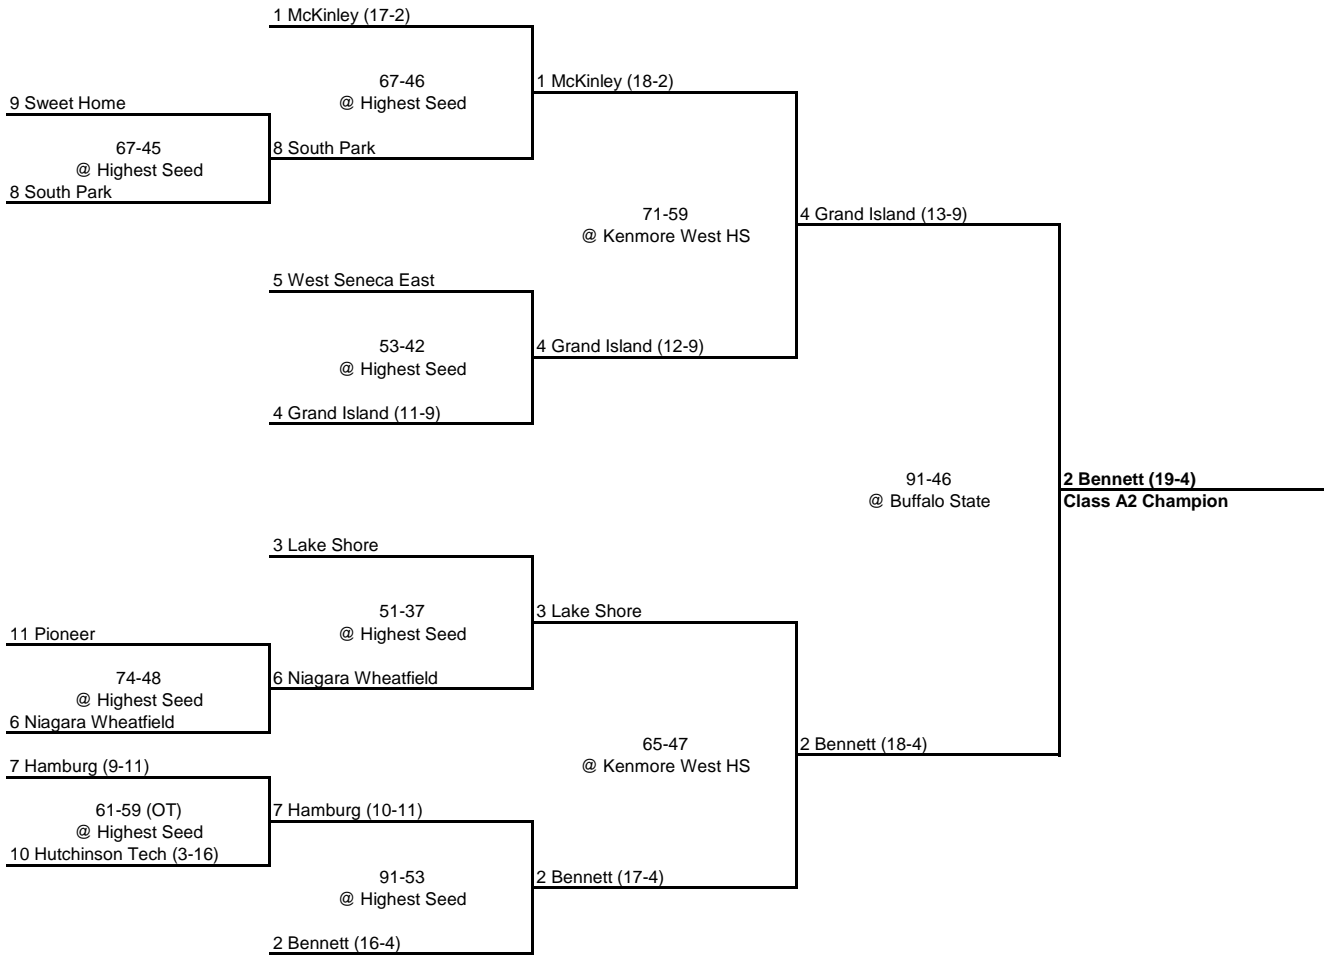 1 McKinley (17-2)
67-46
@ Highest Seed
1 McKinley (18-2)
9 Sweet Home
67-45
@ Highest Seed
8 South Park
8 South Park
71-59
@ Kenmore West HS
4 Grand Island (13-9)
5 West Seneca East
53-42
@ Highest Seed
4 Grand Island (12-9)
4 Grand Island (11-9)
91-46
@ Buffalo State
2 Bennett (19-4)
Class A2 Champion
3 Lake Shore
51-37
@ Highest Seed
3 Lake Shore
11 Pioneer
74-48
@ Highest Seed
6 Niagara Wheatfield
6 Niagara Wheatfield
65-47
@ Kenmore West HS
2 Bennett (18-4)
7 Hamburg (9-11)
61-59 (OT)
@ Highest Seed
7 Hamburg (10-11)
10 Hutchinson Tech (3-16)
91-53
@ Highest Seed
2 Bennett (17-4)
2 Bennett (16-4)